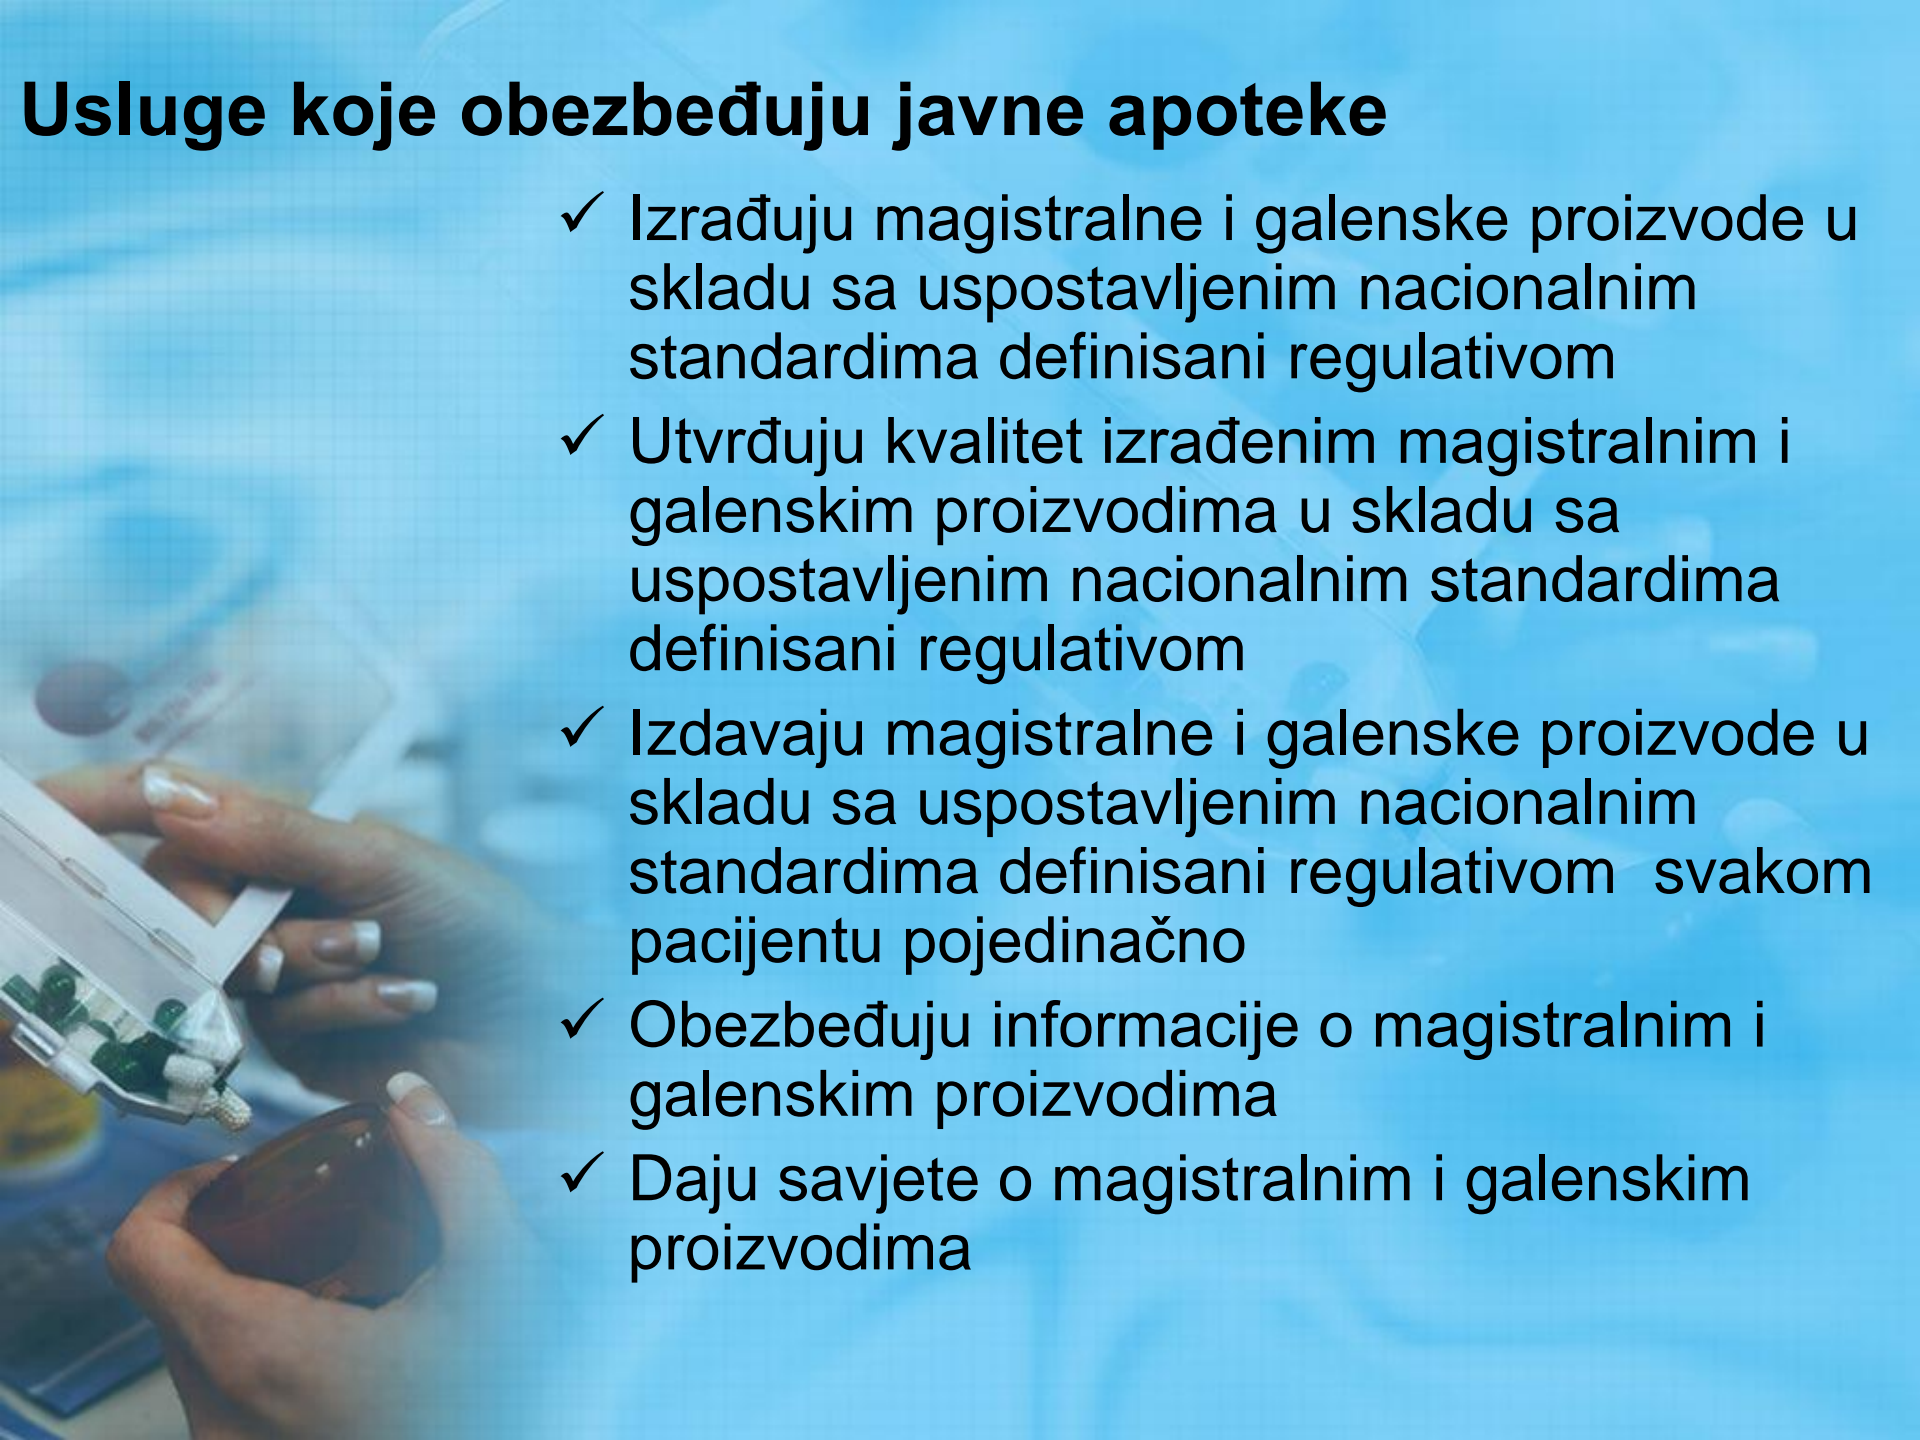 Usluge koje obezbeđuju javne apoteke
✓ Izrađuju magistralne i galenske proizvode u
skladu sa uspostavljenim nacionalnim
standardima definisani regulativom
✓ Utvrđuju kvalitet izrađenim magistralnim i
galenskim proizvodima u skladu sa
uspostavljenim nacionalnim standardima
definisani regulativom
✓ Izdavaju magistralne i galenske proizvode u
skladu sa uspostavljenim nacionalnim
standardima definisani regulativom  svakom
pacijentu pojedinačno
✓ Obezbeđuju informacije o magistralnim i
galenskim proizvodima
✓ Daju savjete o magistralnim i galenskim
proizvodima